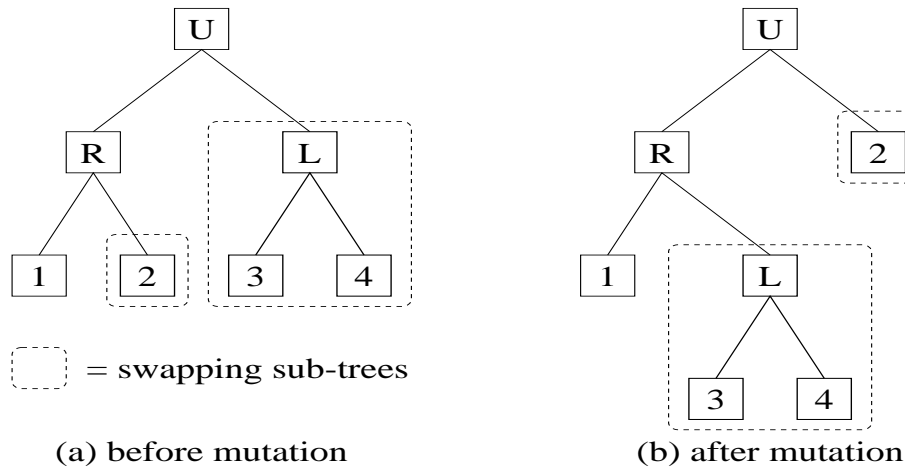 U U
R L R 2
1 2 3 4 1 L
= swapping sub-trees 3 4
(a) before mutation (b) after mutation